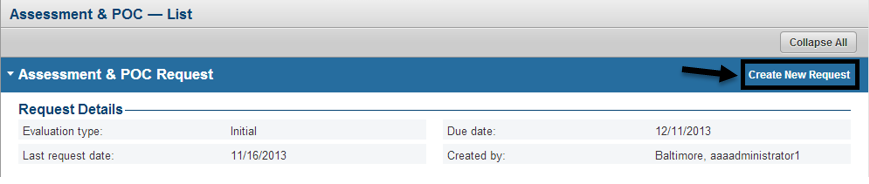 Assessment & POC — List
Collapse All
Assessment & POC Request
Create New Request
Request Details
Evaluation type: Initial Due date: 12/11/2013
Last request date: 11/16/2013 Created by: Baltimore, aaaadministrator1